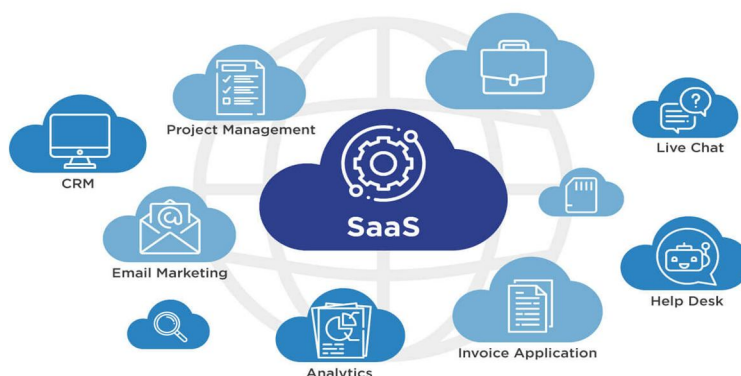 Project Management
CRM
Live Chat
SaaS
Email Marketing
Help Desk
Invoice Application
Analytics